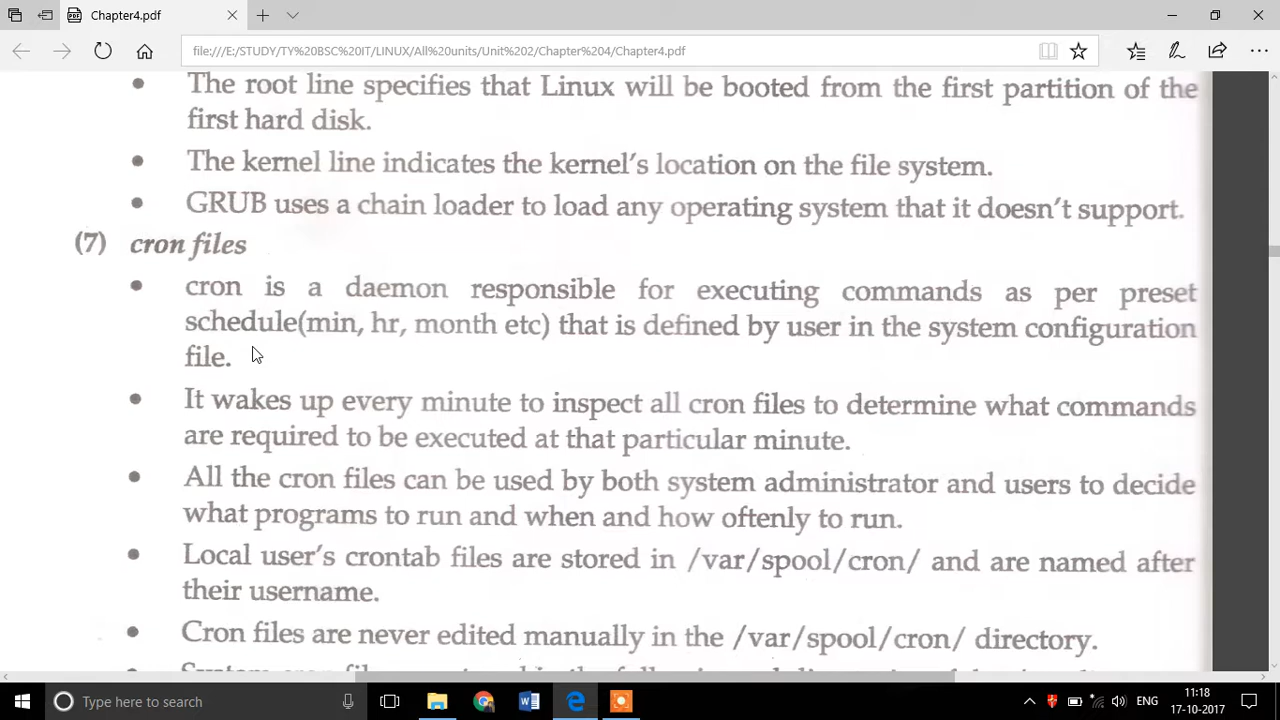 Chapter4.pdf
file:///E:/STUDY/TY%20BSC%20IT/LINUX/All%20units/Unit%202/Chapter%204/Chapter4.pdf
• The root line specifies that Linux will be booted from the first partition of the
first hard disk.
• The kernel line indicates the kernel's location on the file system.
• GRUB uses a chain loader to load any operating system that it doesn't support.
(7) cron files
• cron is a daemon responsible for executing commands as per preset
schedule(min, hr, month etc) that is defined by user in the system configuration
file.
• It wakes up every minute to inspect all cron files to determine what commands
are required to be executed at that particular minute.
• All the cron files can be used by both system administrator and users to decide
what programs to run and when and how oftenly to run.
• Local user's crontab files are stored in /var/spool/cron/ and are named after
their username.
• Cron files are never edited manually in the /var/spool/cron/ directory.
Type here to search
ENG
11:18
17-10-2017